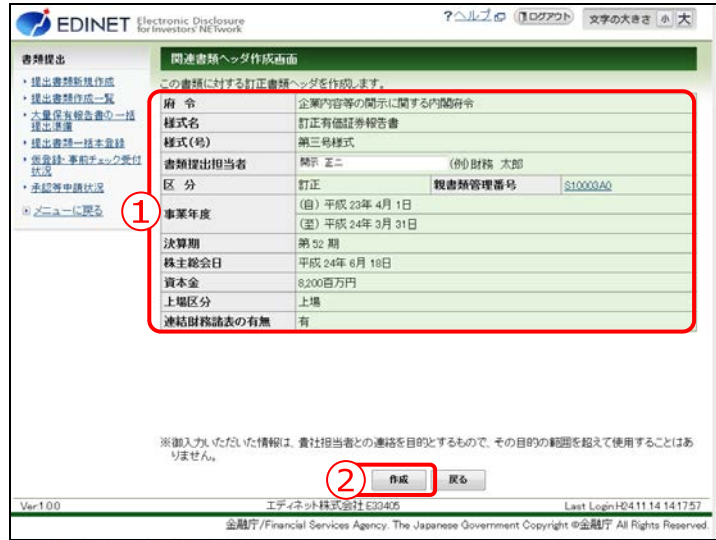 EDINET Electronic Disclosure for Investors' NETwork
?ヘルプ ログアウト 文字の大きさ 小 大
書類提出
・提出書類新規作成
・提出書類作成一覧
・大量保有報告書の一括
提出準備
・提出書類一括本登録
・仮登録・事前チェック受付
状況
・承認等申請状況
メニューに戻る
関連書類ヘッダ作成画面
この書類に対する訂正書類ヘッダを作成します。
①
府 令 企業内容等の開示に関する内閣府令
様式名 訂正有価証券報告書
様式(号) 第三号様式
書類提出担当者 開示 正二 (例)財務 太郎
区 分 訂正 親書類管理番号 S10003A0
事業年度 (自) 平成 23年 4月 1日
(至) 平成 24年 3月 31日
決算期 第 52 期
株主総会日 平成 24年 6月 18日
資本金 8,200百万円
上場区分 上場
連結財務諸表の有無 有
※御入力いただいた情報は、貴社担当者との連絡を目的とするもので、その目的の範囲を超えて使用することはあ
りません。
② 作成 戻る
Ver.1.0.0 エディネット株式会社 E33405 Last Login:H24.11.14 14:17:57
金融庁/Financial Services Agency. The Japanese Government Copyright ©金融庁 All Rights Reserved.